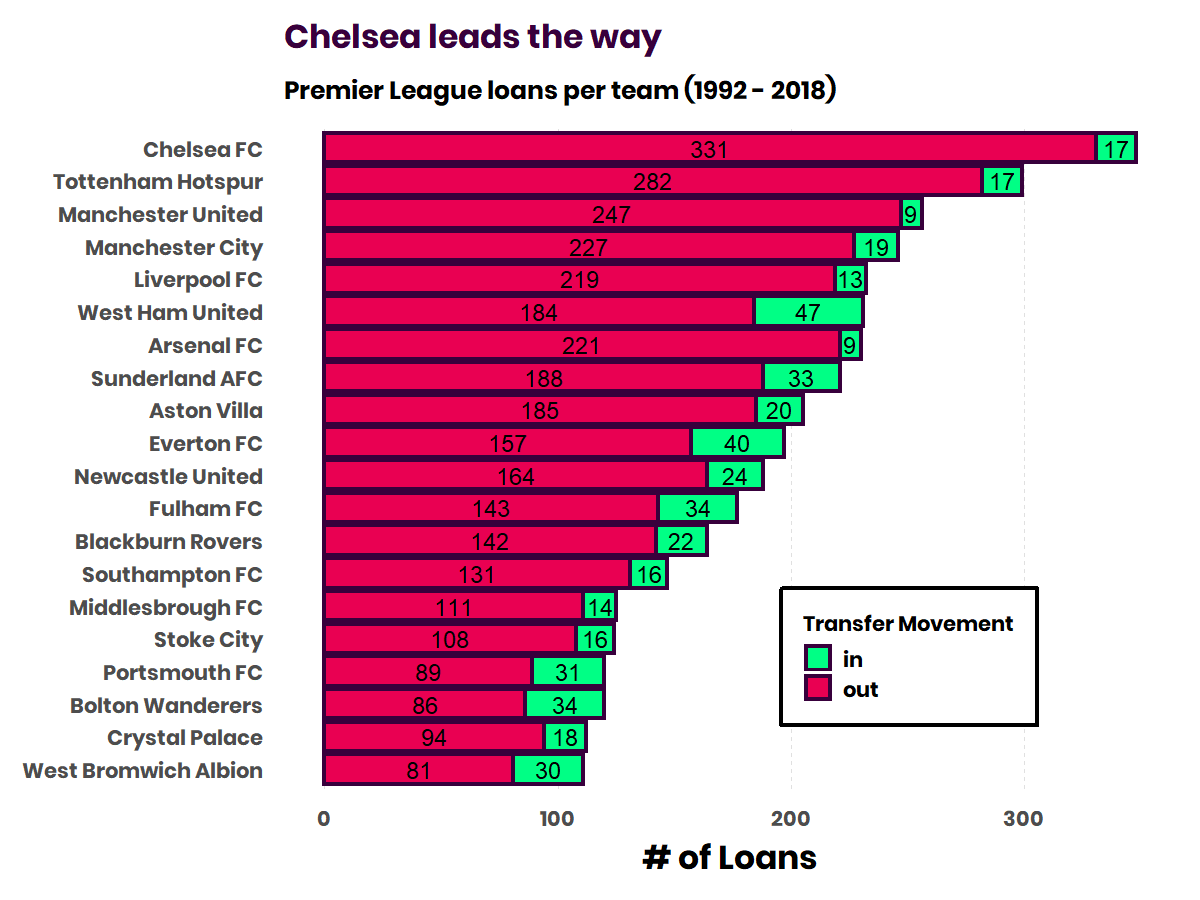 Chelsea leads the way
Premier League loans per team (1992 - 2018)
Chelsea FC 331 17
Tottenham Hotspur 282 17
Manchester United 247 9
Manchester City 227 19
Liverpool FC 219 13
West Ham United 184 47
Arsenal FC 221 9
Sunderland AFC 188 33
Aston Villa 185 20
Everton FC 157 40
Newcastle United 164 24
Fulham FC 143 34
Blackburn Rovers 142 22
Southampton FC 131 16
Middlesbrough FC 111 14
Stoke City 108 16
Portsmouth FC 89 31
Bolton Wanderers 86 34
Crystal Palace 94 18
West Bromwich Albion 81 30
Transfer Movement
in
out
0 100 200 300
# of Loans